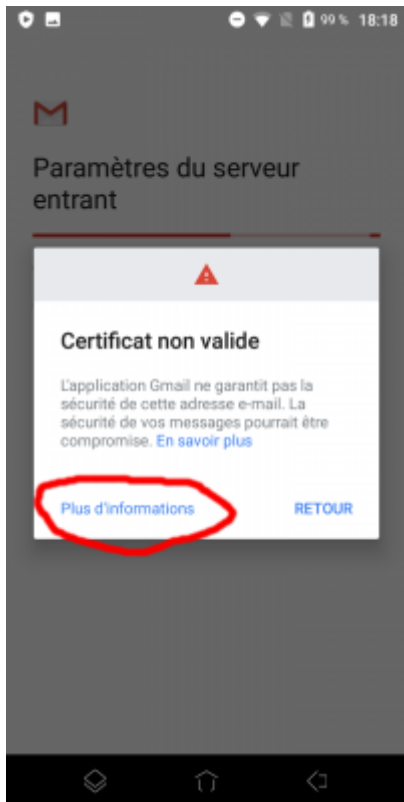 99 % 18:18
Paramètres du serveur
entrant
Certificat non valide
L'application Gmail ne garantit pas la
sécurité de cette adresse e-mail. La
sécurité de vos messages pourrait être
compromise. En savoir plus
Plus d'informations RETOUR